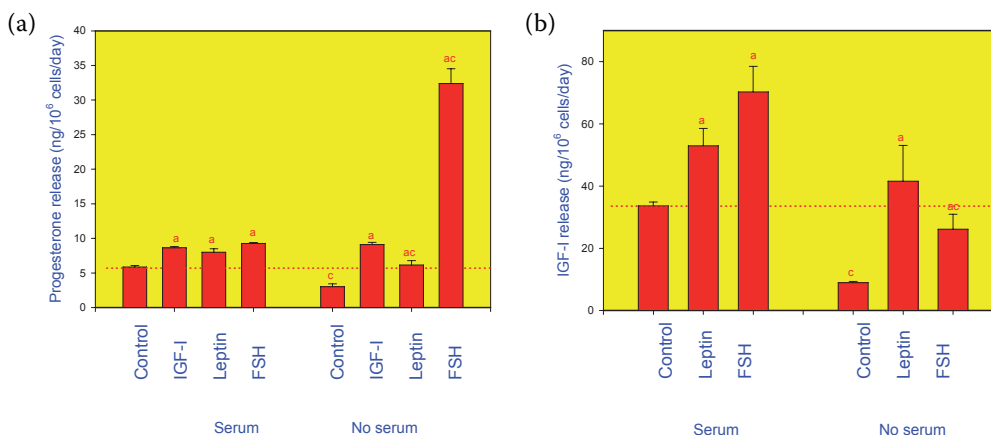 (a)
Progesterone release (ng/10⁶ cells/day)
40
35
30
25
20
15
10
5
0
a
a
a
c
a
ac
ac
Control
IGF-I
Leptin
FSH
Control
IGF-I
Leptin
FSH
Serum
No serum
(b)
IGF-I release (ng/10⁶ cells/day)
80
60
40
20
0
a
a
c
a
ac
Control
Leptin
FSH
Control
Leptin
FSH
Serum
No serum